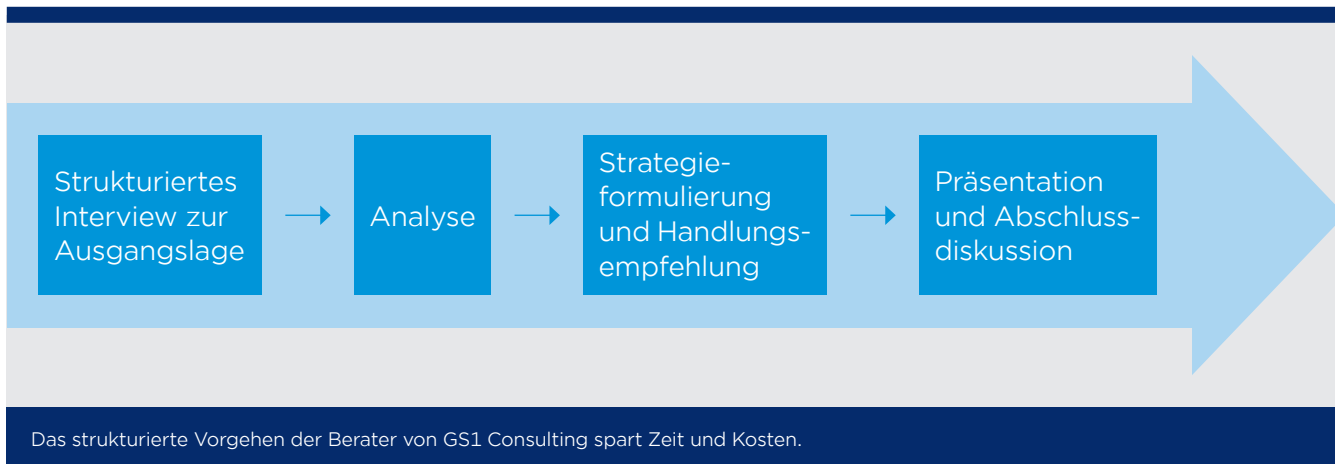 Strukturiertes
Interview zur
Ausgangslage
Analyse
Strategie-
formulierung
und Handlungs-
empfehlung
Präsentation
und Abschluss-
diskussion
Das strukturierte Vorgehen der Berater von GS1 Consulting spart Zeit und Kosten.